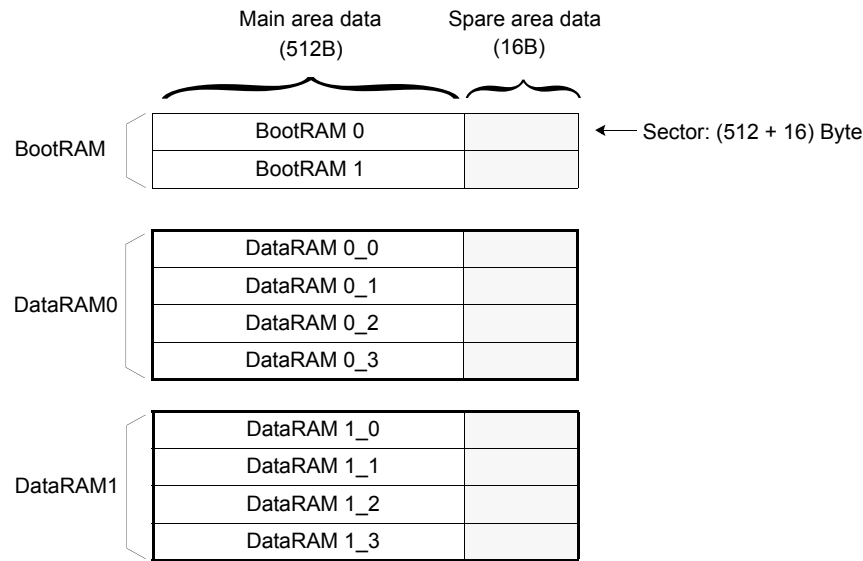 Main area data
(512B)
Spare area data
(16B)
BootRAM
BootRAM 0
BootRAM 1
Sector: (512 + 16) Byte
DataRAM0
DataRAM 0_0
DataRAM 0_1
DataRAM 0_2
DataRAM 0_3
DataRAM1
DataRAM 1_0
DataRAM 1_1
DataRAM 1_2
DataRAM 1_3